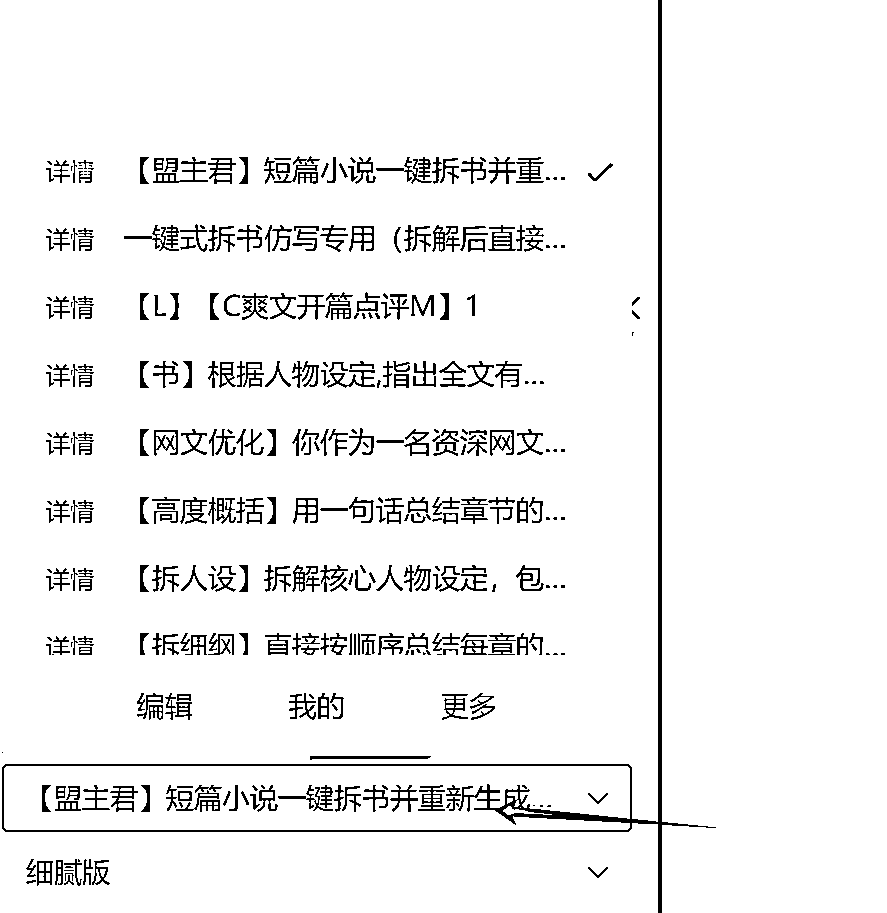 详情 【盟主君】短篇小说一键拆书并重...
详情 一键式拆书仿写专用（拆解后直接...
详情 【L】【C爽文开篇点评M】1
详情 【书】根据人物设定,指出全文有...
详情 【网文优化】你作为一名资深网文...
详情 【高度概括】用一句话总结章节的...
详情 【拆人设】拆解核心人物设定，包...
详情 【拆细纲】直接按顺序总结每章的...
编辑 我的 更多
【盟主君】短篇小说一键拆书并重新生成...
细腻版